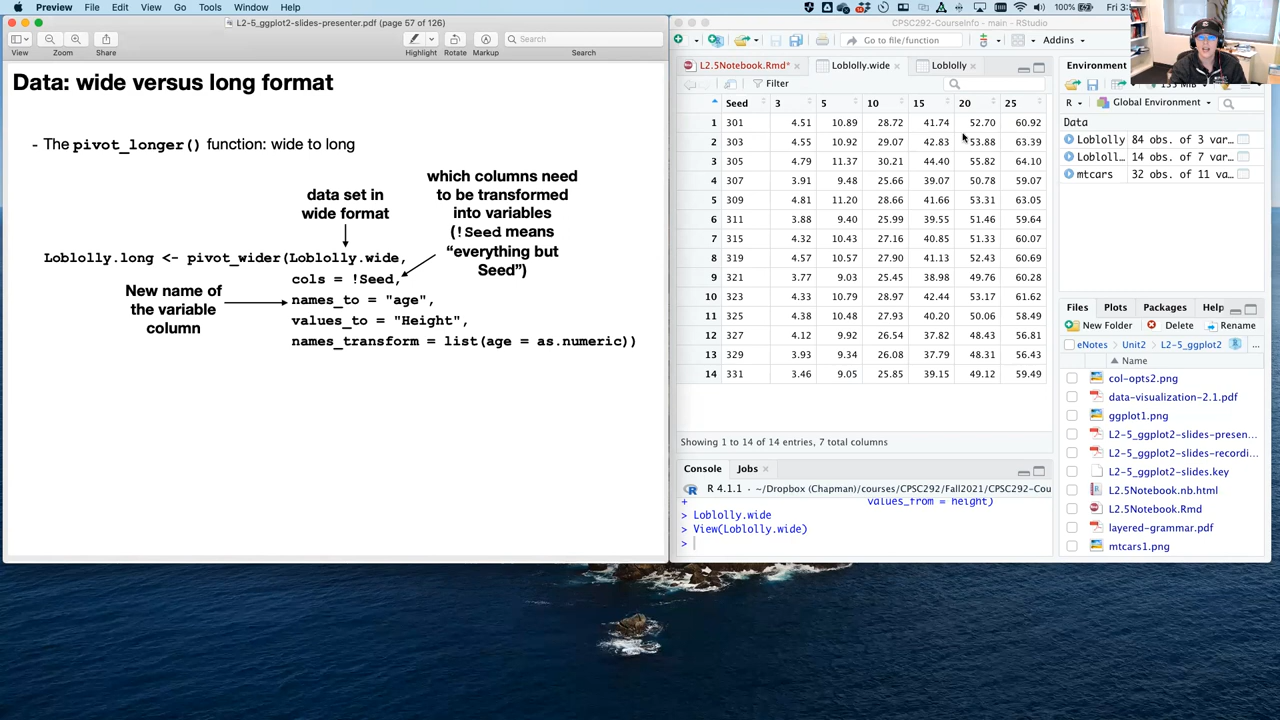 Preview File Edit View Go Tools Window Help
Fri 3:
L2-5_ggplot2-slides-presenter.pdf (page 57 of 126)
View Zoom Share Highlight Rotate Markup Search
Search
Data: wide versus long format
- The pivot_longer() function: wide to long
data set in
wide format
which columns need
to be transformed
into variables
(!Seed means
“everything but
Seed”)
Loblolly.long <- pivot_wider(Loblolly.wide,
cols = !Seed,
names_to = "age",
values_to = "Height",
names_transform = list(age = as.numeric))
New name of
the variable
column
CPSC292-CourseInfo - main - RStudio
Go to file/function Addins
L2.5Notebook.Rmd* × Loblolly.wide × Loblolly ×
Filter
Seed 3 5 10 15 20 25
1 301 4.51 10.89 28.72 41.74 52.70 60.92
2 303 4.55 10.92 29.07 42.83 53.88 63.39
3 305 4.79 11.37 30.21 44.40 55.82 64.10
4 307 3.91 9.48 25.66 39.07 50.78 59.07
5 309 4.81 11.20 28.66 41.66 53.31 63.05
6 311 3.88 9.40 25.99 39.55 51.46 59.64
7 315 4.32 10.43 27.16 40.85 51.33 60.07
8 319 4.57 10.57 27.90 41.13 52.43 60.69
9 321 3.77 9.03 25.45 38.98 49.76 60.28
10 323 4.33 10.79 28.97 42.44 53.17 61.62
11 325 4.38 10.48 27.93 40.20 50.06 58.49
12 327 4.12 9.92 26.54 37.82 48.43 56.81
13 329 3.93 9.34 26.08 37.79 48.31 56.43
14 331 3.46 9.05 25.85 39.15 49.12 59.49
Showing 1 to 14 of 14 entries, 7 total columns
Console Jobs ×
R 4.1.1 · ~/Dropbox (Chapman)/courses/CPSC292/Fall2021/CPSC292-Cou
+ values_from = height)
> Loblolly.wide
> View(Loblolly.wide)
>
Environment
MiB
R Global Environment
Data
Loblolly 84 obs. of 3 var...
Lobloll... 14 obs. of 7 var...
mtcars 32 obs. of 11 va...
Files Plots Packages Help
New Folder Delete Rename
eNotes Unit2 L2-5_ggplot2 ...
Name
col-opts2.png
data-visualization-2.1.pdf
ggplot1.png
L2-5_ggplot2-slides-presen...
L2-5_ggplot2-slides-recordi...
L2-5_ggplot2-slides.key
L2.5Notebook.nb.html
L2.5Notebook.Rmd
layered-grammar.pdf
mtcars1.png